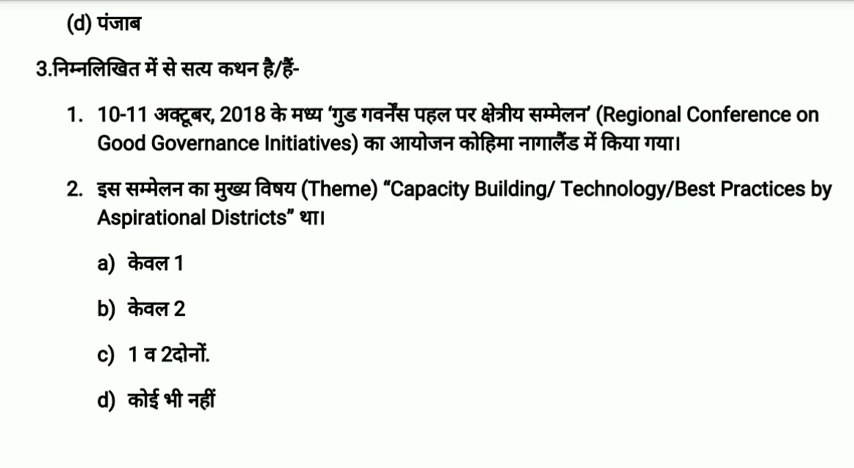 (d) पंजाब
3.निम्नलिखित में से सत्य कथन है/हैं-
1. 10-11 अक्टूबर, 2018 के मध्य ‘गुड गवर्नेंस पहल पर क्षेत्रीय सम्मेलन’ (Regional Conference on
Good Governance Initiatives) का आयोजन कोहिमा नागालैंड में किया गया।
2. इस सम्मेलन का मुख्य विषय (Theme) “Capacity Building/ Technology/Best Practices by
Aspirational Districts” था।
a) केवल 1
b) केवल 2
c) 1 व 2दोनों.
d) कोई भी नहीं